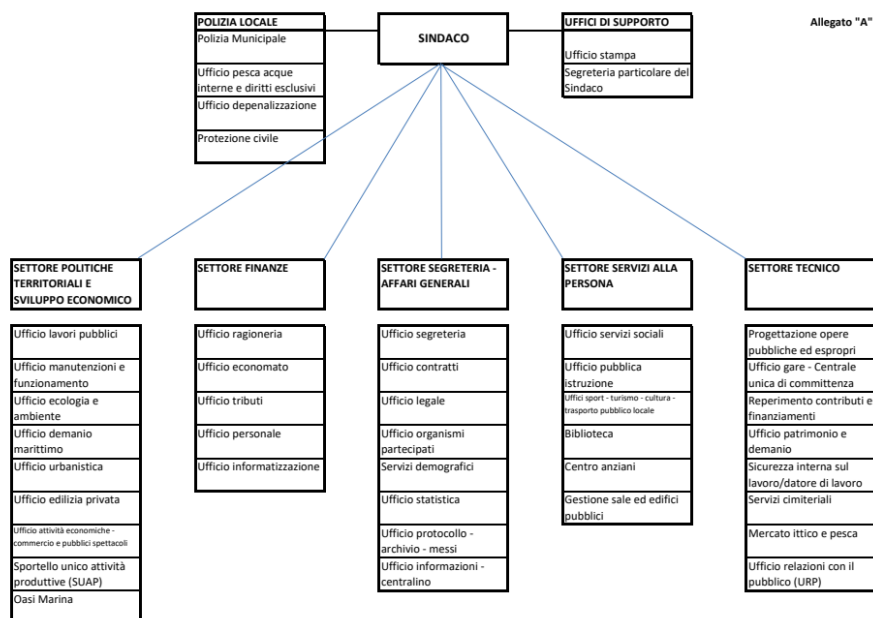 POLIZIA LOCALE
Polizia Municipale
Ufficio pesca acque
interne e diritti esclusivi
Ufficio depenalizzazione
Protezione civile
SINDACO
UFFICI DI SUPPORTO
Ufficio stampa
Segreteria particolare del
Sindaco
Allegato "A"
SETTORE POLITICHE
TERRITORIALI E
SVILUPPO ECONOMICO
Ufficio lavori pubblici
Ufficio manutenzioni e
funzionamento
Ufficio ecologia e
ambiente
Ufficio demanio
marittimo
Ufficio urbanistica
Ufficio edilizia privata
Ufficio attività economiche -
commercio e pubblici spettacoli
Sportello unico attività
produttive (SUAP)
Oasi Marina
SETTORE FINANZE
Ufficio ragioneria
Ufficio economato
Ufficio tributi
Ufficio personale
Ufficio informatizzazione
SETTORE SEGRETERIA -
AFFARI GENERALI
Ufficio segreteria
Ufficio contratti
Ufficio legale
Ufficio organismi
partecipati
Servizi demografici
Ufficio statistica
Ufficio protocollo -
archivio - messi
Ufficio informazioni -
centralino
SETTORE SERVIZI ALLA
PERSONA
Ufficio servizi sociali
Ufficio pubblica
istruzione
Uffici sport - turismo - cultura -
trasporto pubblico locale
Biblioteca
Centro anziani
Gestione sale ed edifici
pubblici
SETTORE TECNICO
Progettazione opere
pubbliche ed espropri
Ufficio gare - Centrale
unica di committenza
Reperimento contributi e
finanziamenti
Ufficio patrimonio e
demanio
Sicurezza interna sul
lavoro/datore di lavoro
Servizi cimiteriali
Mercato ittico e pesca
Ufficio relazioni con il
pubblico (URP)